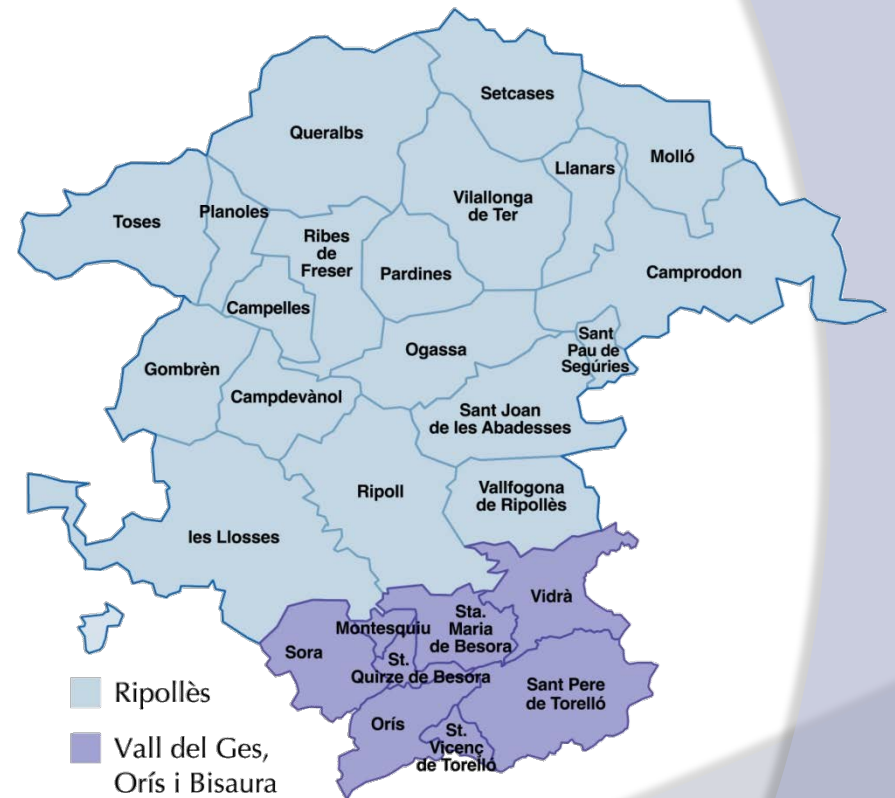 Setcases
Queralbs
Molló
Llanars
Vilallonga
de Ter
Planoles
Toses
Ribes
de
Freser
Pardines
Camprodon
Campelles
Sant
Pau de
Segúries
Ogassa
Gombrèn
Campdevànol
Sant Joan
de les Abadesses
Ripoll
Vallfogona
de Ripollès
les Llosses
Vidrà
Sta.
Maria
de Besora
Montesquiu
Sora
St.
Quirze de Besora
Sant Pere
de Torelló
Orís
St.
Vicenç
de Torelló
Ripollès
Vall del Ges,
Orís i Bisaura